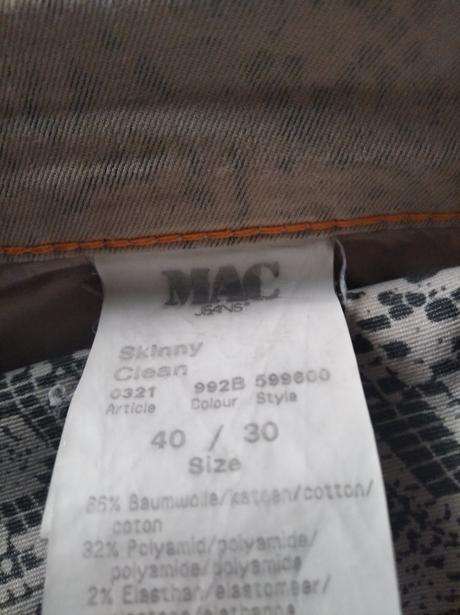 MAC
JEANS
Skinny
Clean
0321 992B 599600
Article Colour Style
40 / 30
Size
66% Baumwolle/katoen/cotton/
coton
32% Polyamid/polyamide/
polyamide/polyamide
2% Elasthan/elastomeer/